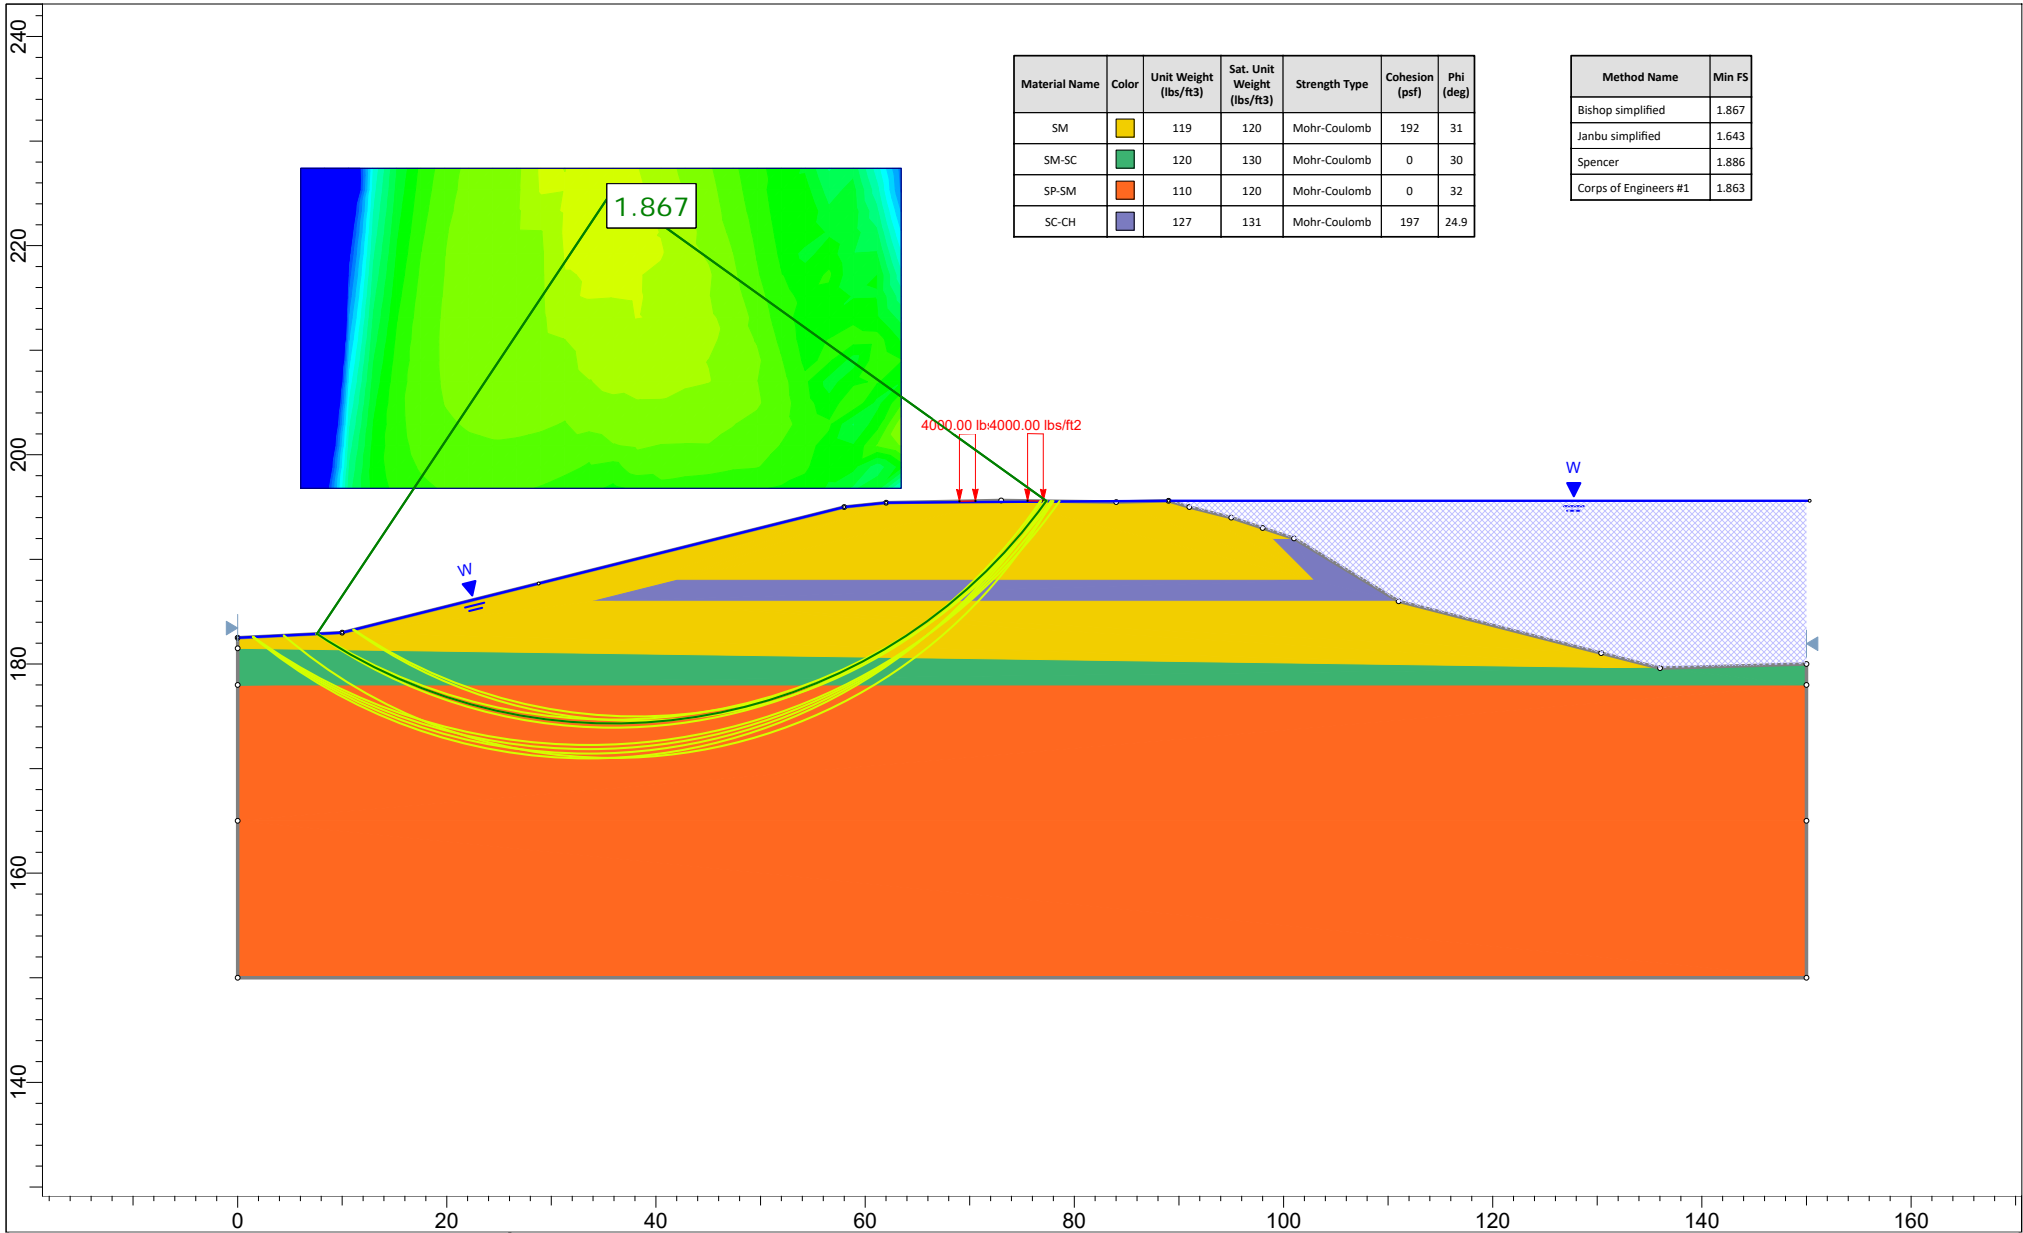 240
220
200
180
160
140
0
20
40
60
80
100
120
140
160
Material Name Color Unit Weight (lbs/ft3) Sat. Unit Weight (lbs/ft3) Strength Type Cohesion (psf) Phi (deg)
SM 119 120 Mohr-Coulomb 192 31
SM-SC 120 130 Mohr-Coulomb 0 30
SP-SM 110 120 Mohr-Coulomb 0 32
SC-CH 127 131 Mohr-Coulomb 197 24.9
Method Name Min FS
Bishop simplified 1.867
Janbu simplified 1.643
Spencer 1.886
Corps of Engineers #1 1.863
1.867
4000.00 lb
4000.00 lbs/ft2
W
W